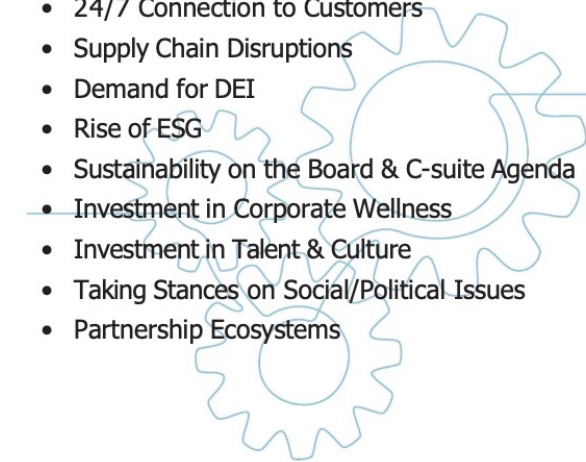 • 24/7 Connection to Customers
• Supply Chain Disruptions
• Demand for DEI
• Rise of ESG
• Sustainability on the Board & C-suite Agenda
• Investment in Corporate Wellness
• Investment in Talent & Culture
• Taking Stances on Social/Political Issues
• Partnership Ecosystems